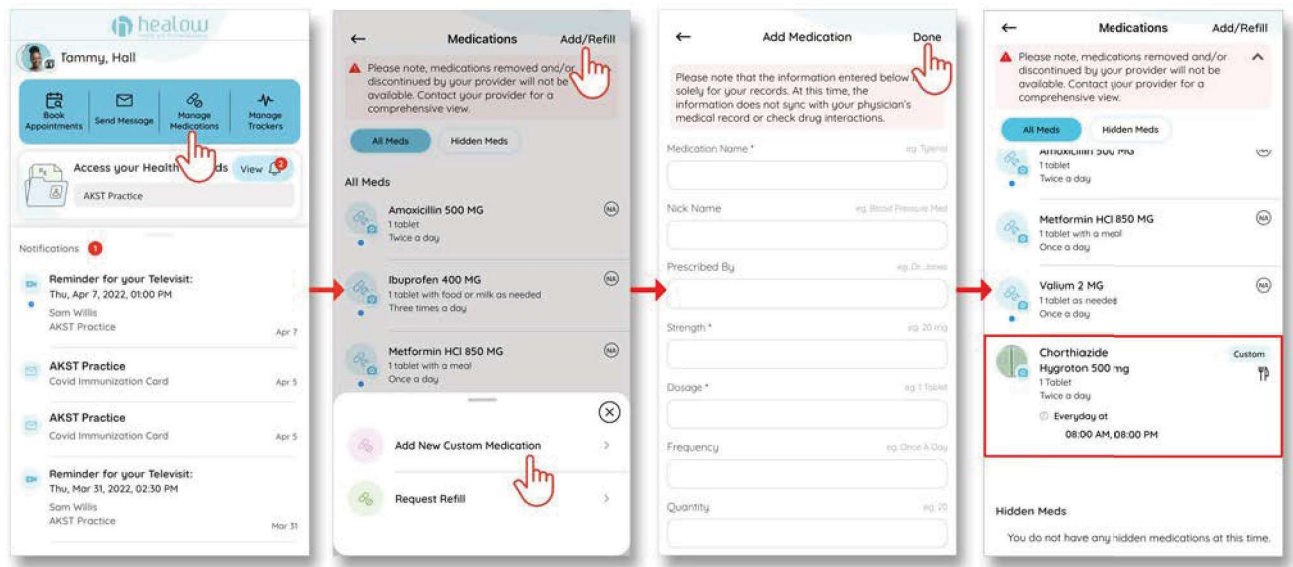 healow
Tammy, Hall
Book
Appointments
Send Message
Manage
Medications
Manage
Trackers
Access your Health ds
View
2
AKST Practice
Notifications 1
Reminder for your Televisit:
Thu, Apr 7, 2022, 01:00 PM
Sam Willis
AKST Practice
Apr 7
AKST Practice
Covid Immunization Card
Apr 5
AKST Practice
Covid Immunization Card
Apr 5
Reminder for your Televisit:
Thu, Mar 31, 2022, 02:30 PM
Sam Willis
AKST Practice
Mar 31
Medications
Add/Refill
Please note, medications removed and/or
discontinued by your provider will not be
available. Contact your provider for a
comprehensive view.
All Meds
Hidden Meds
All Meds
Amoxicillin 500 MG
NA
1 tablet
Twice a day
Ibuprofen 400 MG
NA
1 tablet with food or milk as needed
Three times a day
Metformin HCl 850 MG
NA
1 tablet with a meal
Once a day
Add New Custom Medication
Request Refill
Add Medication
Done
Please note that the information entered below
solely for your records. At this time, the
information does not sync with your physician's
medical record or check drug interactions.
Medication Name *
eg. Tylenol
Nick Name
eg. Blood Pressure Med
Prescribed By
eg. Dr. Jones
Strength *
eg. 20 mg
Dosage *
eg. 1 Tablet
Frequency
eg. Once A Day
Quantity
eg. 20
Medications
Add/Refill
Please note, medications removed and/or
discontinued by your provider will not be
available. Contact your provider for a
comprehensive view.
All Meds
Hidden Meds
Amoxicillin 500 MG
1 tablet
Twice a day
Metformin HCl 850 MG
NA
1 tablet with a meal
Once a day
Valium 2 MG
NA
1 tablet as needed
Once a day
Chorthiazide
Custom
Hygroton 500 mg
1 Tablet
Twice a day
Everyday at
08:00 AM, 08:00 PM
Hidden Meds
You do not have any hidden medications at this time.